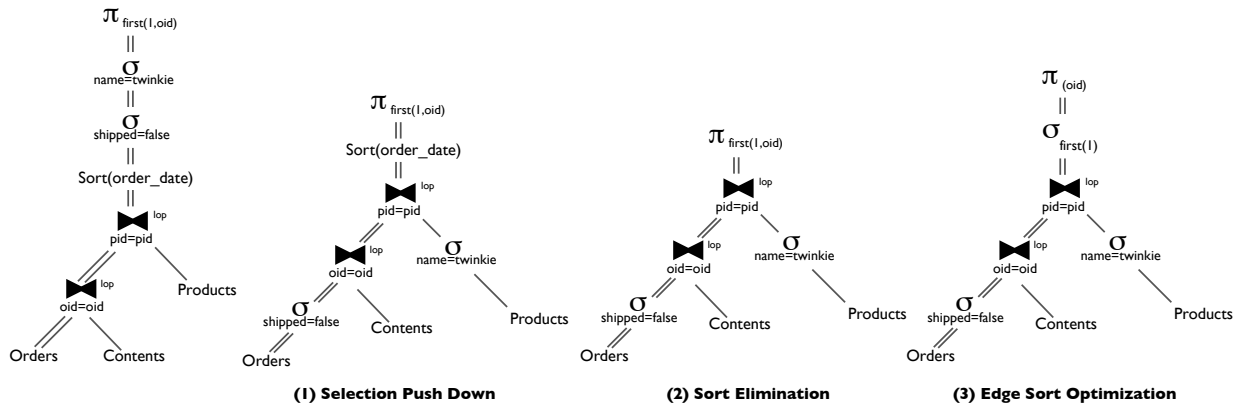 π first(1,oid)
σ
name=twinkie
σ
shipped=false
Sort(order_date)
lop
pid=pid
Products
lop
oid=oid
Orders
Contents
π first(1,oid)
Sort(order_date)
lop
pid=pid
σ
name=twinkie
lop
oid=oid
Products
σ
shipped=false
Contents
Orders
(1) Selection Push Down
π first(1,oid)
lop
pid=pid
σ
name=twinkie
lop
oid=oid
Products
σ
shipped=false
Contents
Orders
(2) Sort Elimination
π (oid)
σ
first(1)
lop
pid=pid
σ
name=twinkie
lop
oid=oid
Products
σ
shipped=false
Contents
Orders
(3) Edge Sort Optimization